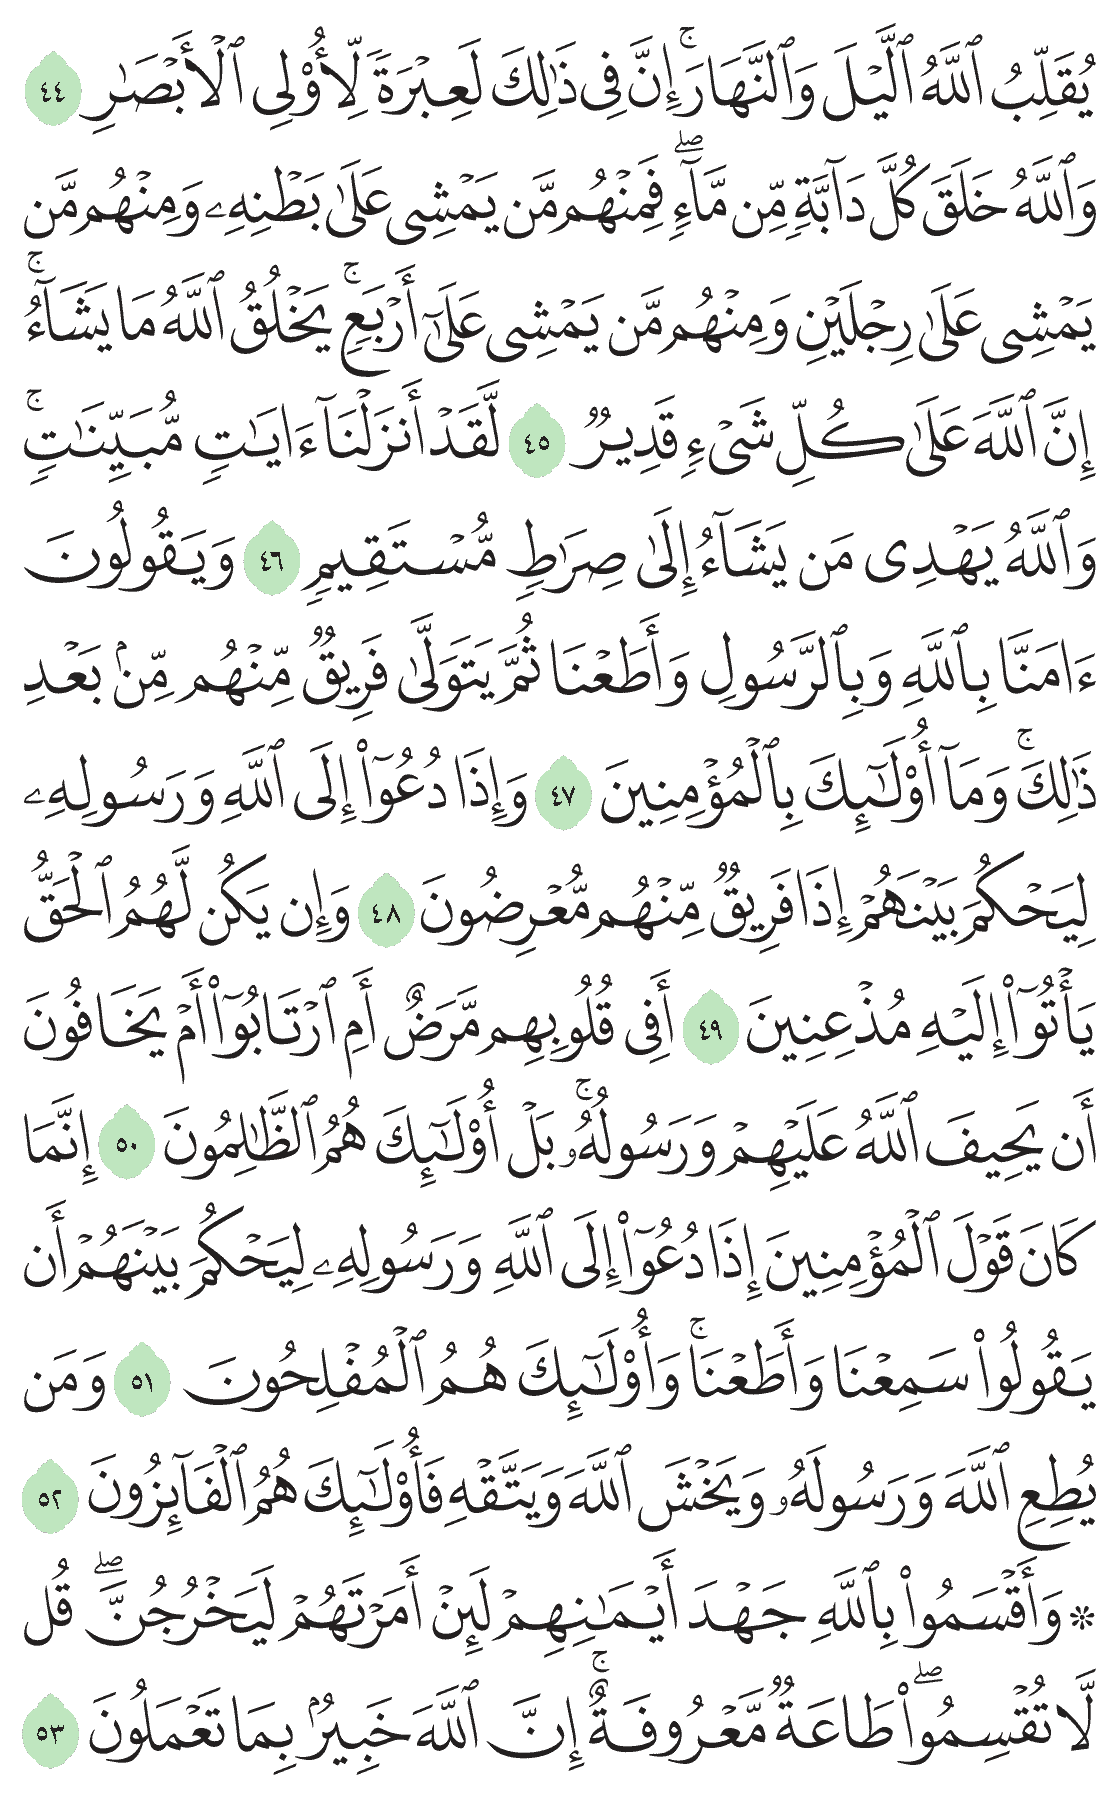 يُقَلِّبُ ٱللَّهُ ٱلَّيْلَ وَٱلنَّهَارَۚ إِنَّ فِى ذَٰلِكَ لَعِبْرَةً لِّأُو۟لِى ٱلْأَبْصَـٰرِ ٤٤
وَٱللَّهُ خَلَقَ كُلَّ دَآبَّةٍ مِّن مَّآءٍۖ فَمِنْهُم مَّن يَمْشِى عَلَىٰ بَطْنِهِۦ وَمِنْهُم مَّن
يَمْشِى عَلَىٰ رِجْلَيْنِ وَمِنْهُم مَّن يَمْشِى عَلَىٰٓ أَرْبَعٍۚ يَخْلُقُ ٱللَّهُ مَا يَشَآءُۚ
إِنَّ ٱللَّهَ عَلَىٰ كُلِّ شَىْءٍ قَدِيرٌ ٤٥ لَّقَدْ أَنزَلْنَآ ءَايَـٰتٍ مُّبَيِّنَـٰتٍۚ
وَٱللَّهُ يَهْدِى مَن يَشَآءُ إِلَىٰ صِرَٰطٍ مُّسْتَقِيمٍ ٤٦ وَيَقُولُونَ
ءَامَنَّا بِٱللَّهِ وَبِٱلرَّسُولِ وَأَطَعْنَا ثُمَّ يَتَوَلَّىٰ فَرِيقٌ مِّنْهُم مِّنۢ بَعْدِ
ذَٰلِكَۚ وَمَآ أُو۟لَـٰٓئِكَ بِٱلْمُؤْمِنِينَ ٤٧ وَإِذَا دُعُوٓا۟ إِلَى ٱللَّهِ وَرَسُولِهِۦ
لِيَحْكُمَ بَيْنَهُمْ إِذَا فَرِيقٌ مِّنْهُم مُّعْرِضُونَ ٤٨ وَإِن يَكُن لَّهُمُ ٱلْحَقُّ
يَأْتُوٓا۟ إِلَيْهِ مُذْعِنِينَ ٤٩ أَفِى قُلُوبِهِم مَّرَضٌ أَمِ ٱرْتَابُوٓا۟ أَمْ يَخَافُونَ
أَن يَحِيفَ ٱللَّهُ عَلَيْهِمْ وَرَسُولُهُۥۚ بَلْ أُو۟لَـٰٓئِكَ هُمُ ٱلظَّـٰلِمُونَ ٥٠ إِنَّمَا
كَانَ قَوْلَ ٱلْمُؤْمِنِينَ إِذَا دُعُوٓا۟ إِلَى ٱللَّهِ وَرَسُولِهِۦ لِيَحْكُمَ بَيْنَهُمْ أَن
يَقُولُوا۟ سَمِعْنَا وَأَطَعْنَاۚ وَأُو۟لَـٰٓئِكَ هُمُ ٱلْمُفْلِحُونَ ٥١ وَمَن
يُطِعِ ٱللَّهَ وَرَسُولَهُۥ وَيَخْشَ ٱللَّهَ وَيَتَّقْهِ فَأُو۟لَـٰٓئِكَ هُمُ ٱلْفَآئِزُونَ ٥٢
۞ وَأَقْسَمُوا۟ بِٱللَّهِ جَهْدَ أَيْمَـٰنِهِمْ لَئِنْ أَمَرْتَهُمْ لَيَخْرُجُنَّۖ قُل
لَّا تُقْسِمُوا۟ۖ طَاعَةٌ مَّعْرُوفَةٌۚ إِنَّ ٱللَّهَ خَبِيرٌۢ بِمَا تَعْمَلُونَ ٥٣